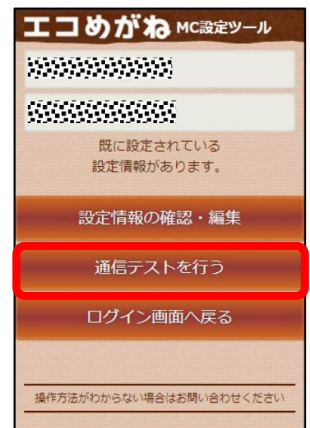 エコめがね MC設定ツール
既に設定されている
設定情報があります。
設定情報の確認・編集
通信テストを行う
ログイン画面へ戻る
操作方法がわからない場合はお問い合わせください